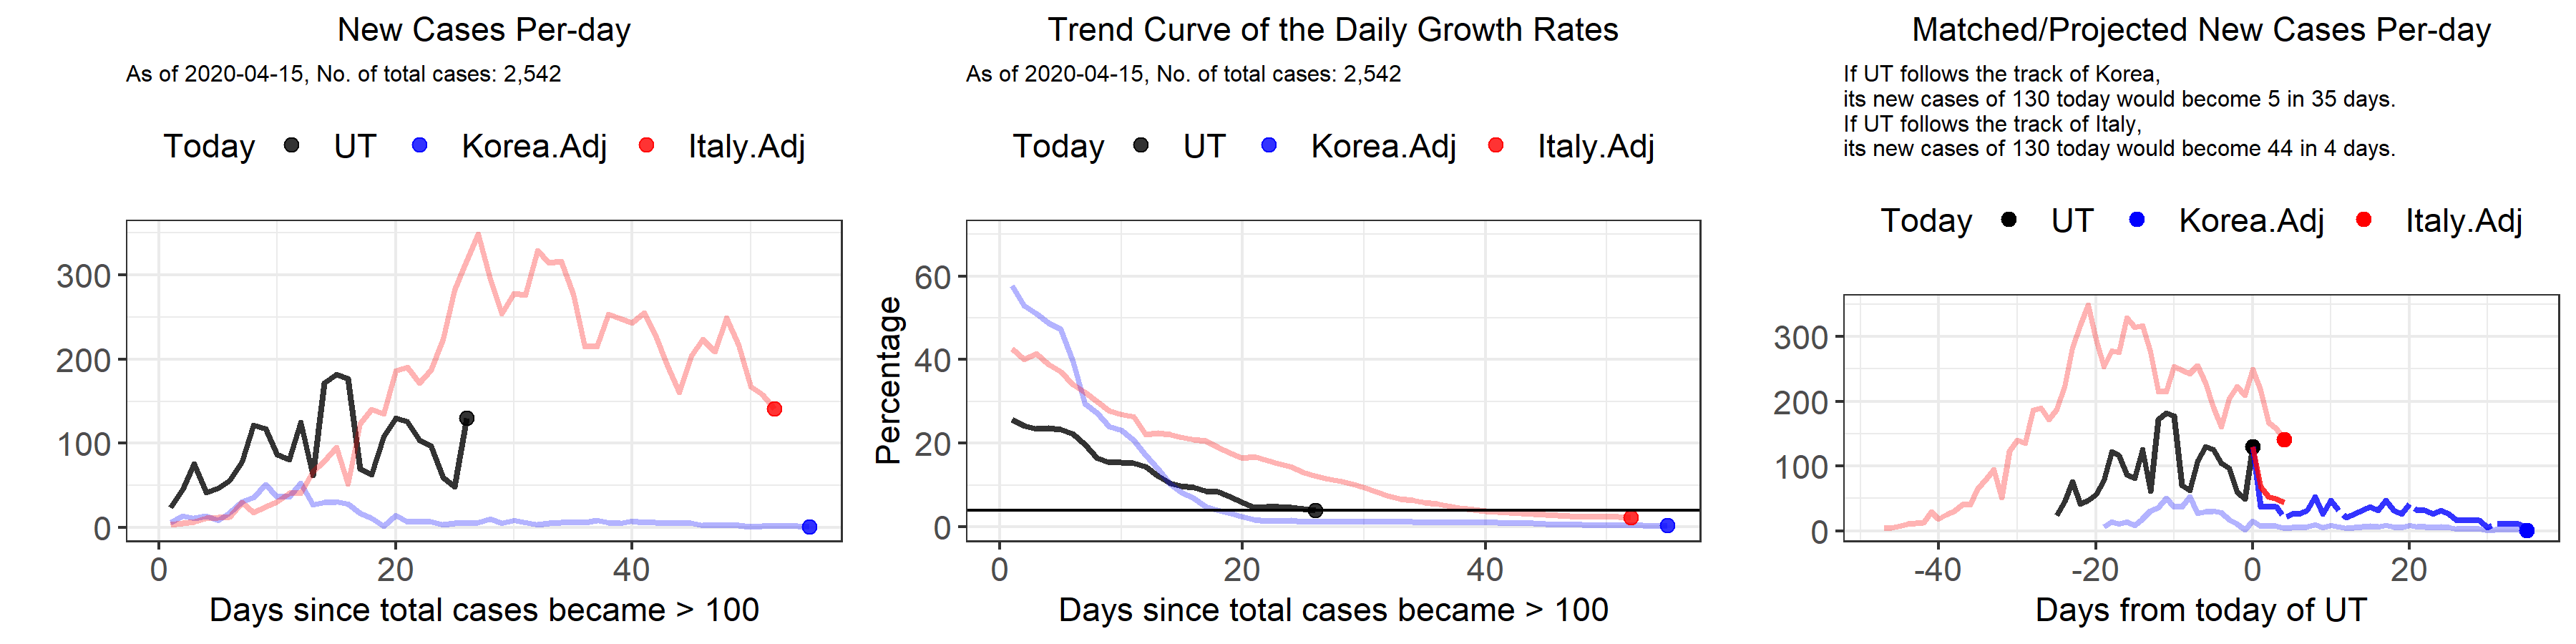 New Cases Per-day
As of 2020-04-15, No. of total cases: 2,542
Today UT Korea.Adj Italy.Adj
300
200
100
0
0 20 40
Days since total cases became > 100
Trend Curve of the Daily Growth Rates
As of 2020-04-15, No. of total cases: 2,542
Today UT Korea.Adj Italy.Adj
Percentage
60
40
20
0
0 20 40
Days since total cases became > 100
Matched/Projected New Cases Per-day
If UT follows the track of Korea,
its new cases of 130 today would become 5 in 35 days.
If UT follows the track of Italy,
its new cases of 130 today would become 44 in 4 days.
Today UT Korea.Adj Italy.Adj
300
200
100
0
-40 -20 0 20
Days from today of UT